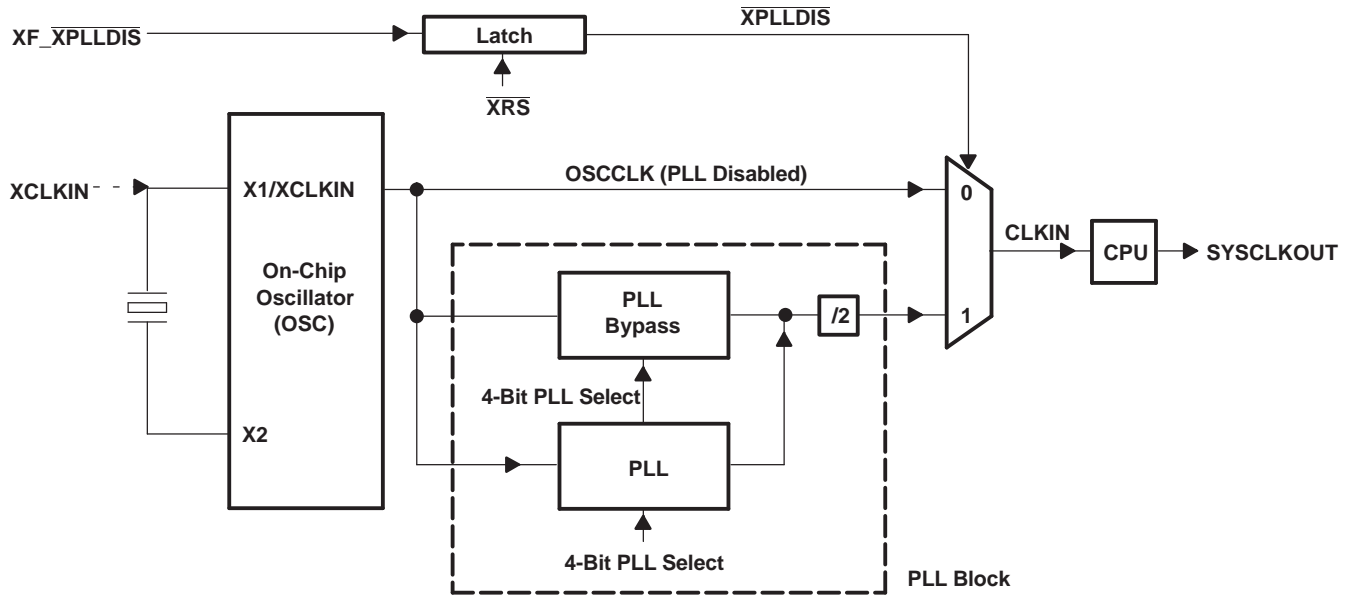 XPLLDIS
XF_XPLLDIS
Latch
XRS
XCLKIN
X1/XCLKIN
OSCCLK (PLL Disabled)
0
On-Chip
Oscillator
(OSC)
CLKIN
CPU
SYSCLKOUT
PLL
Bypass
/2
1
4-Bit PLL Select
X2
PLL
4-Bit PLL Select
PLL Block